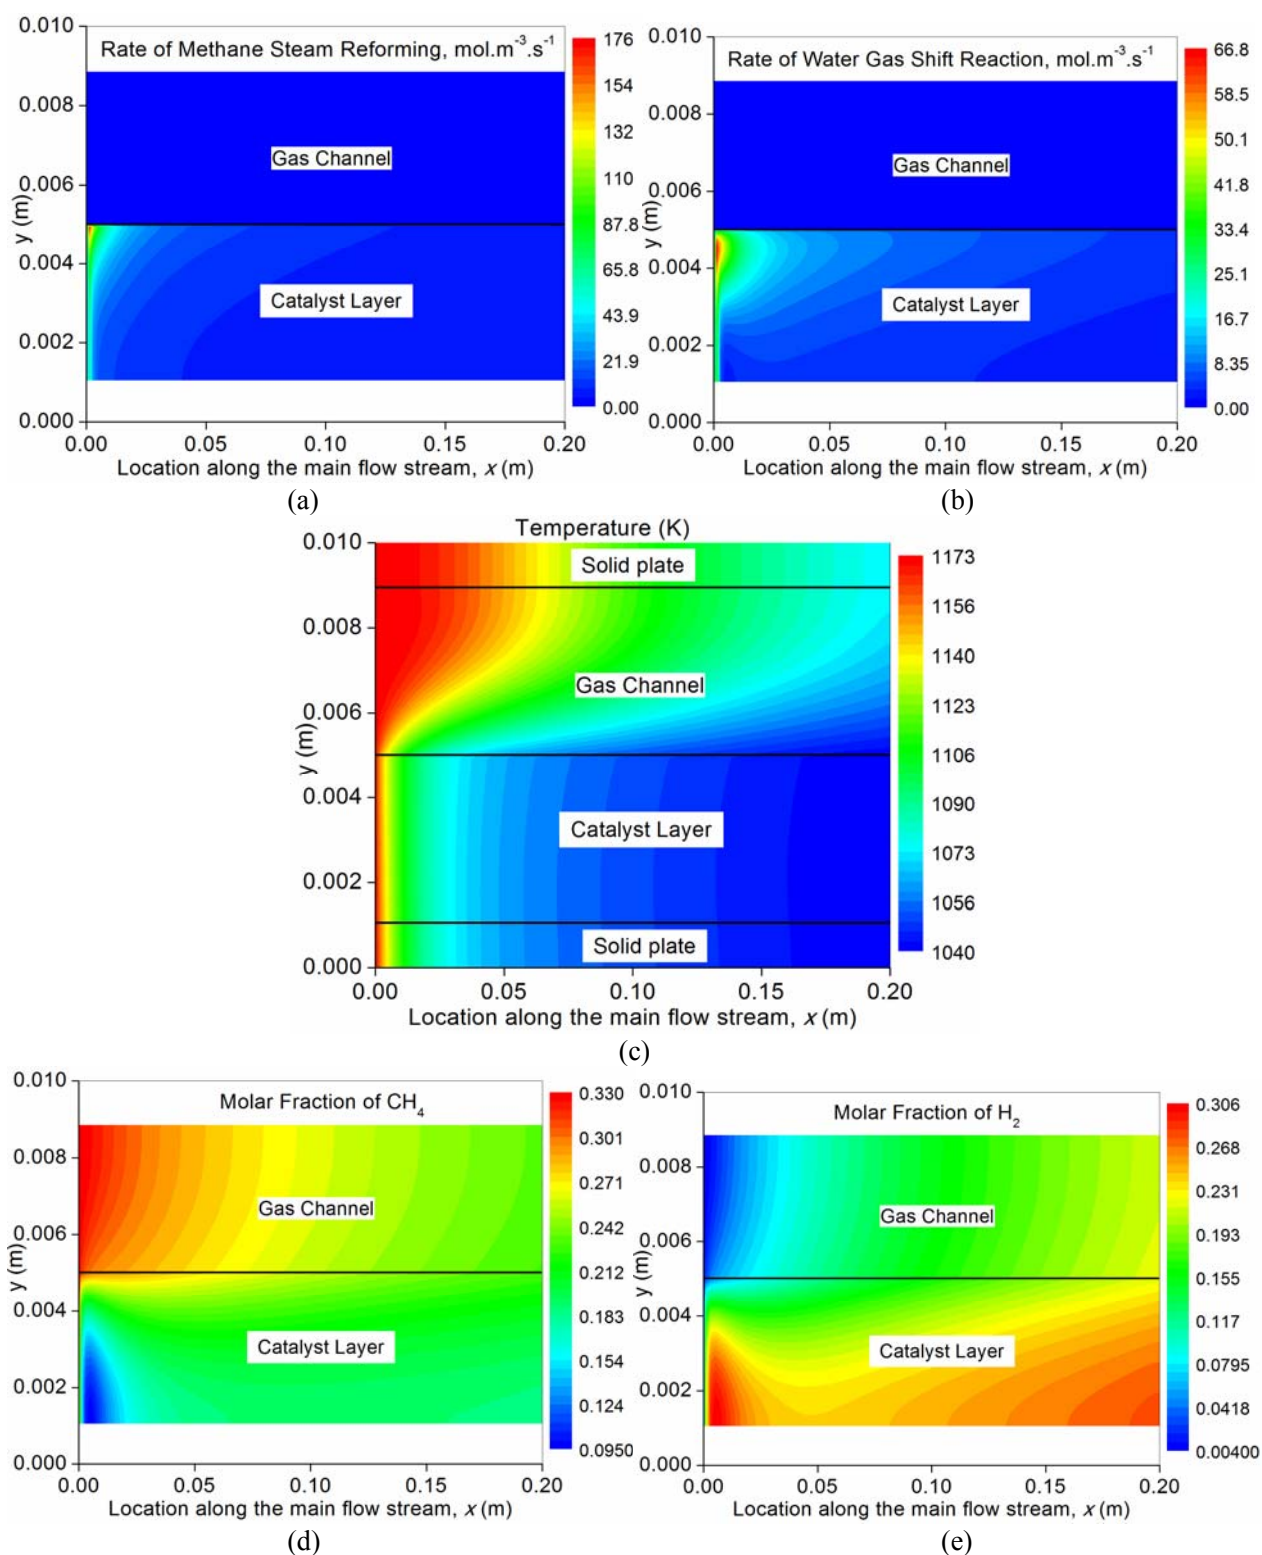 Rate of Methane Steam Reforming, mol.m⁻³.s⁻¹
Gas Channel
Catalyst Layer
y (m)
0.010
0.008
0.006
0.004
0.002
0.000
0.00 0.05 0.10 0.15 0.20
Location along the main flow stream, x (m)
176
154
132
110
87.8
65.8
43.9
21.9
0.00
(a)
Rate of Water Gas Shift Reaction, mol.m⁻³.s⁻¹
Gas Channel
Catalyst Layer
y (m)
0.010
0.008
0.006
0.004
0.002
0.000
0.00 0.05 0.10 0.15 0.20
Location along the main flow stream, x (m)
66.8
58.5
50.1
41.8
33.4
25.1
16.7
8.35
0.00
(b)
Temperature (K)
Solid plate
Gas Channel
Catalyst Layer
Solid plate
y (m)
0.010
0.008
0.006
0.004
0.002
0.000
0.00 0.05 0.10 0.15 0.20
Location along the main flow stream, x (m)
1173
1156
1140
1123
1106
1090
1073
1056
1040
(c)
Molar Fraction of CH₄
Gas Channel
Catalyst Layer
y (m)
0.010
0.008
0.006
0.004
0.002
0.000
0.00 0.05 0.10 0.15 0.20
Location along the main flow stream, x (m)
0.330
0.301
0.271
0.242
0.212
0.183
0.154
0.124
0.0950
(d)
Molar Fraction of H₂
Gas Channel
Catalyst Layer
y (m)
0.010
0.008
0.006
0.004
0.002
0.000
0.00 0.05 0.10 0.15 0.20
Location along the main flow stream, x (m)
0.306
0.268
0.231
0.193
0.155
0.117
0.0795
0.0418
0.00400
(e)